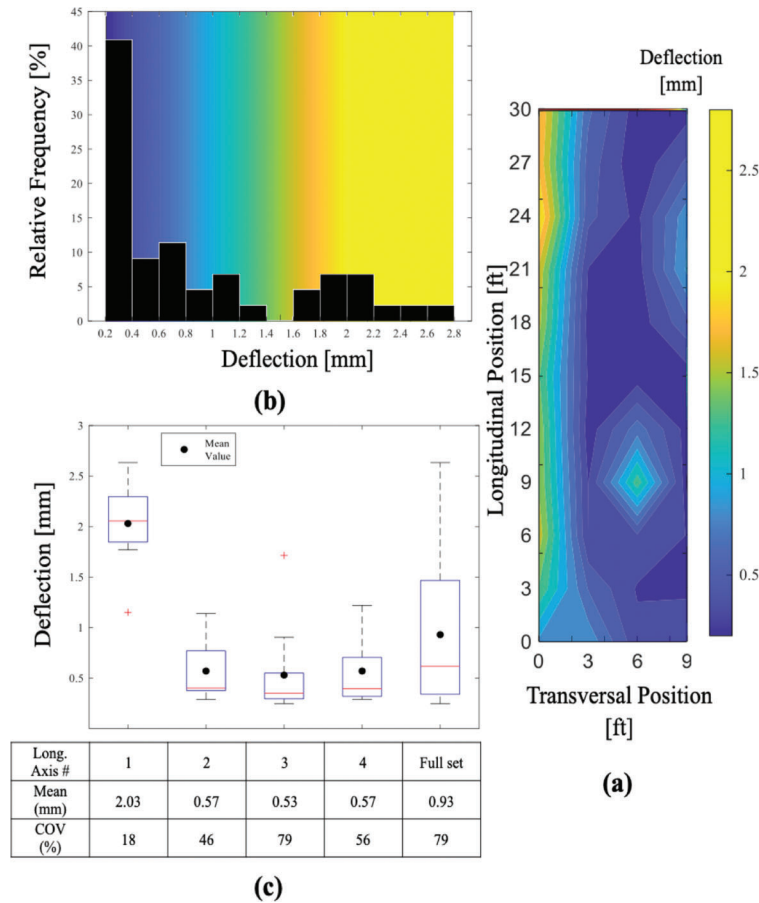 45
40
35
30
25
20
15
10
5
0
Relative Frequency [%]
0.2 0.4 0.6 0.8 1 1.2 1.4 1.6 1.8 2 2.2 2.4 2.6 2.8
Deflection [mm]
(b)
Deflection
[mm]
30
27
24
21
18
15
12
9
6
3
0
Longitudinal Position [ft]
0 3 6 9
Transversal Position
[ft]
2.5
2
1.5
1
0.5
(a)
Mean
Value
3
2.5
2
1.5
1
0.5
Deflection [mm]
Long. Axis # 1 2 3 4 Full set
Mean (mm) 2.03 0.57 0.53 0.57 0.93
COV (%) 18 46 79 56 79
(c)